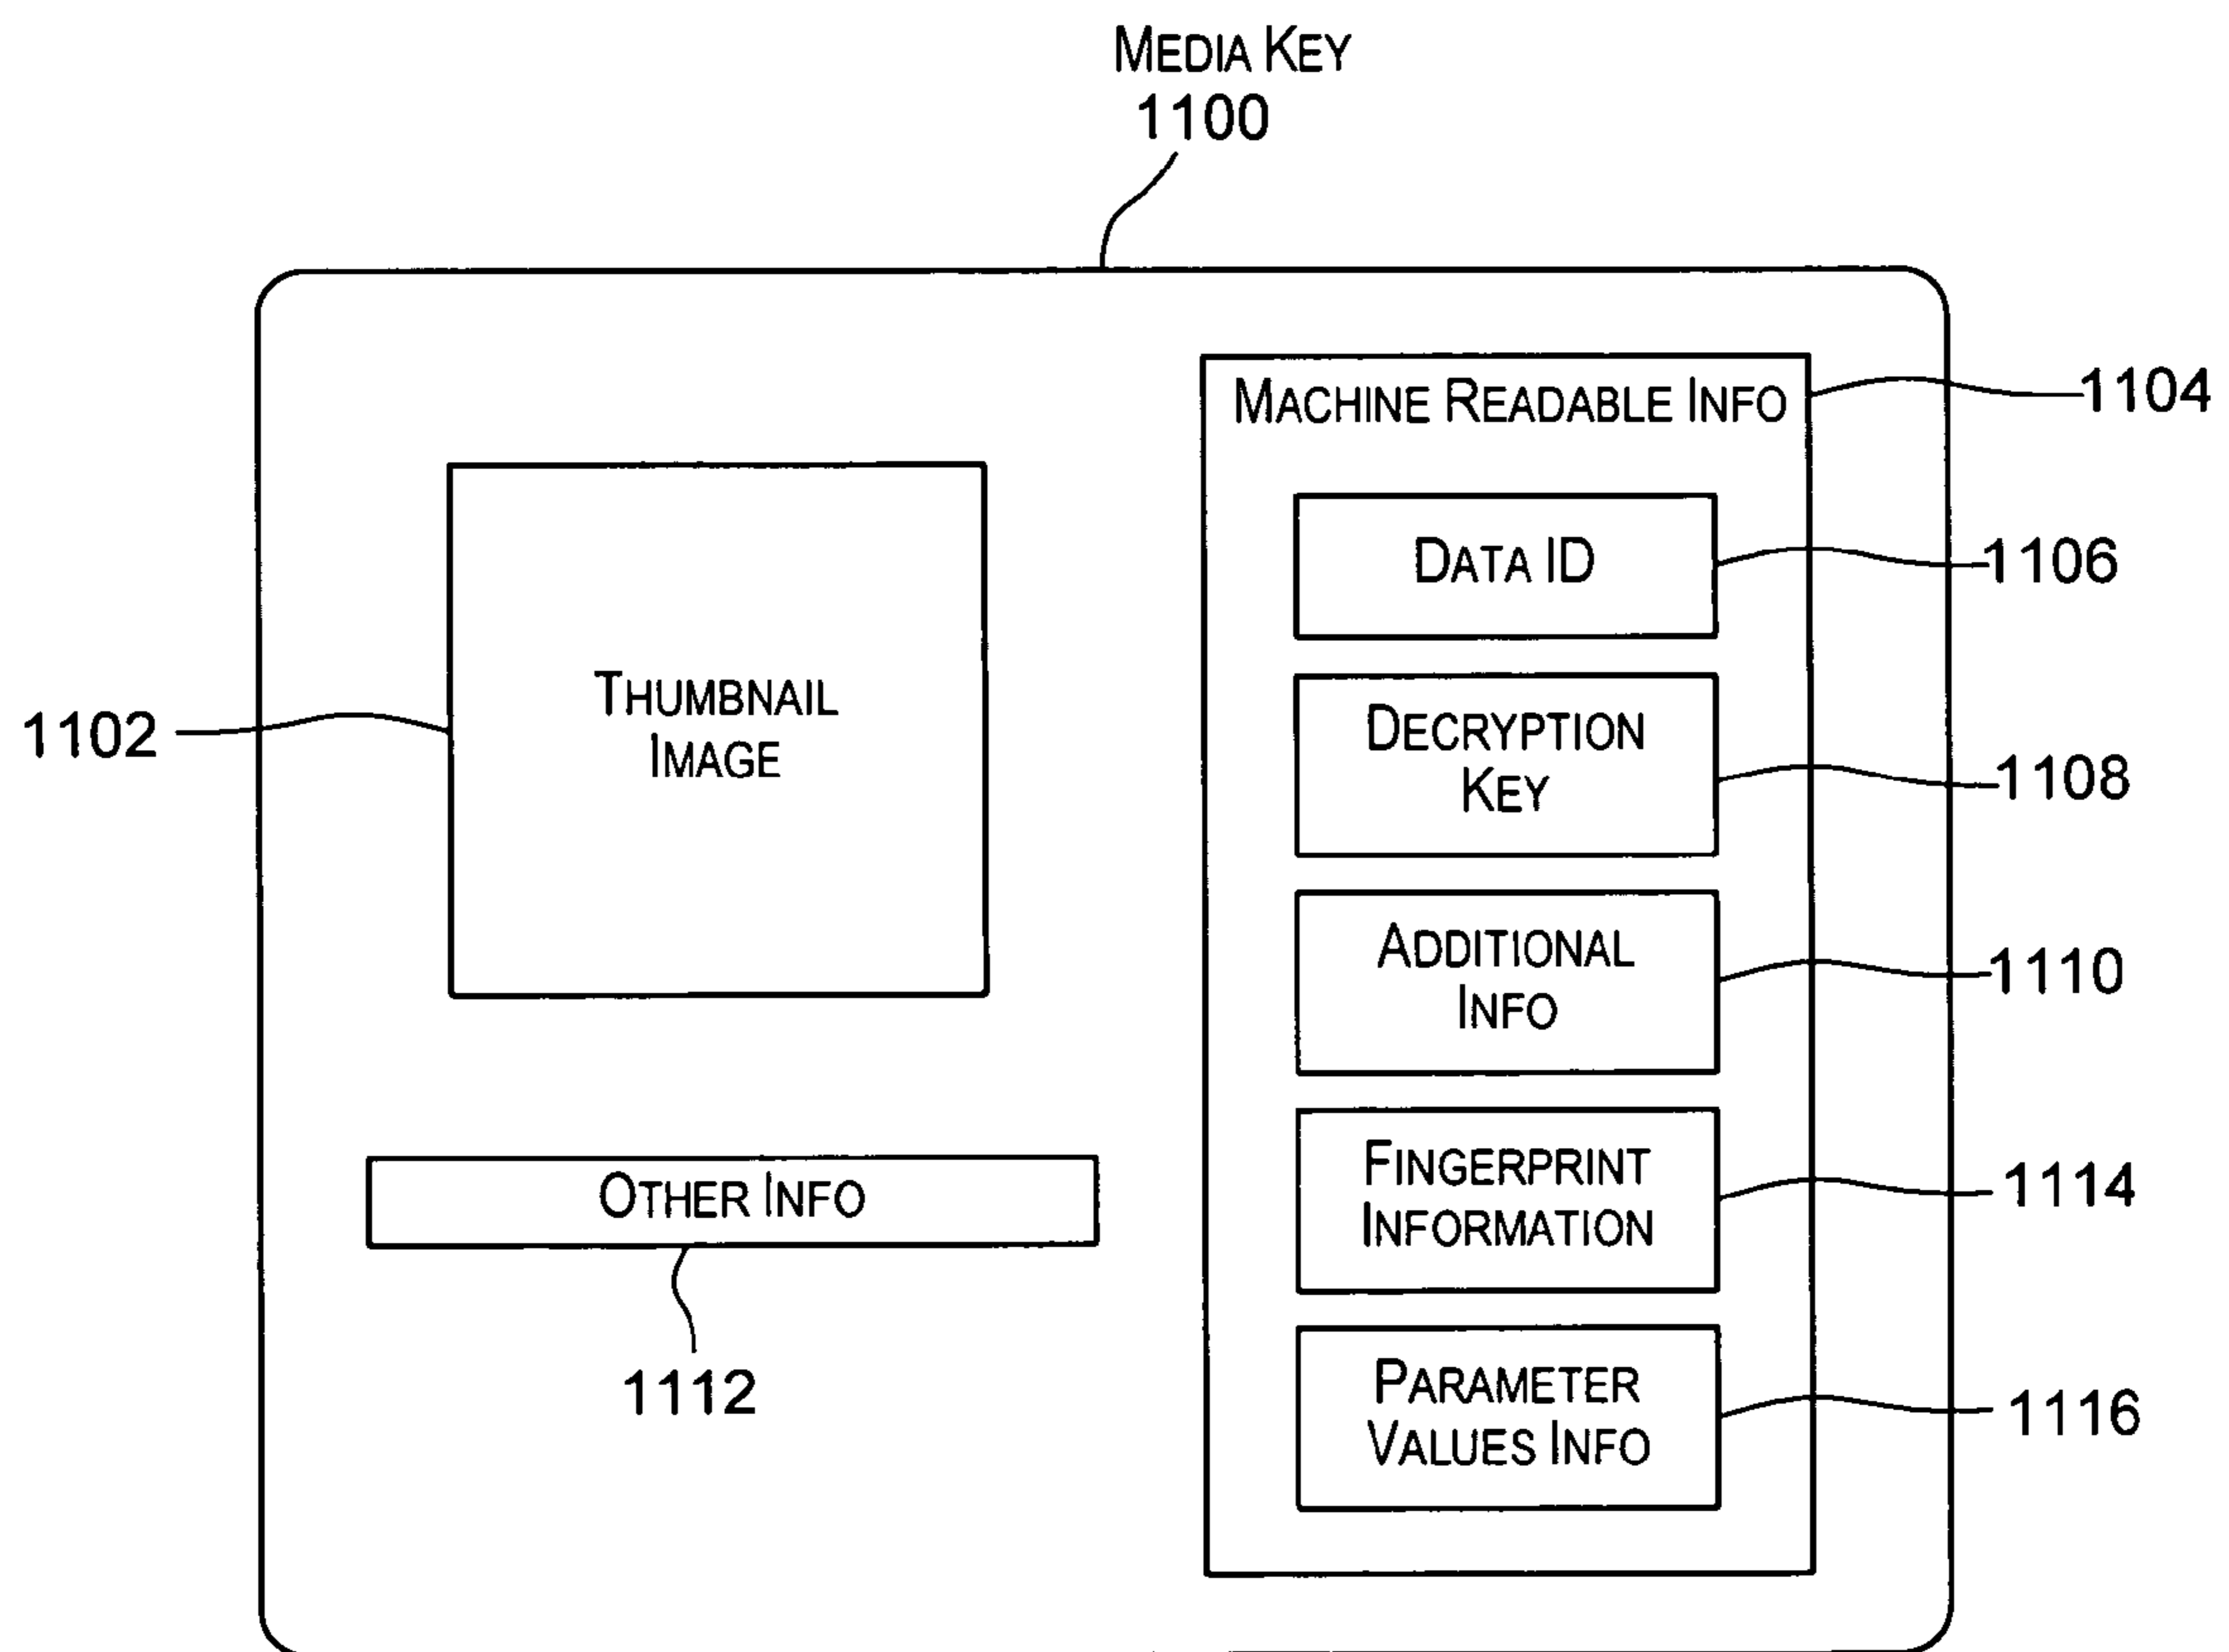 MEDIA KEY
1100
MACHINE READABLE INFO
1104
DATA ID
1106
THUMBNAIL
IMAGE
1102
DECRYPTION
KEY
1108
ADDITIONAL
INFO
1110
OTHER INFO
1112
FINGERPRINT
INFORMATION
1114
PARAMETER
VALUES INFO
1116